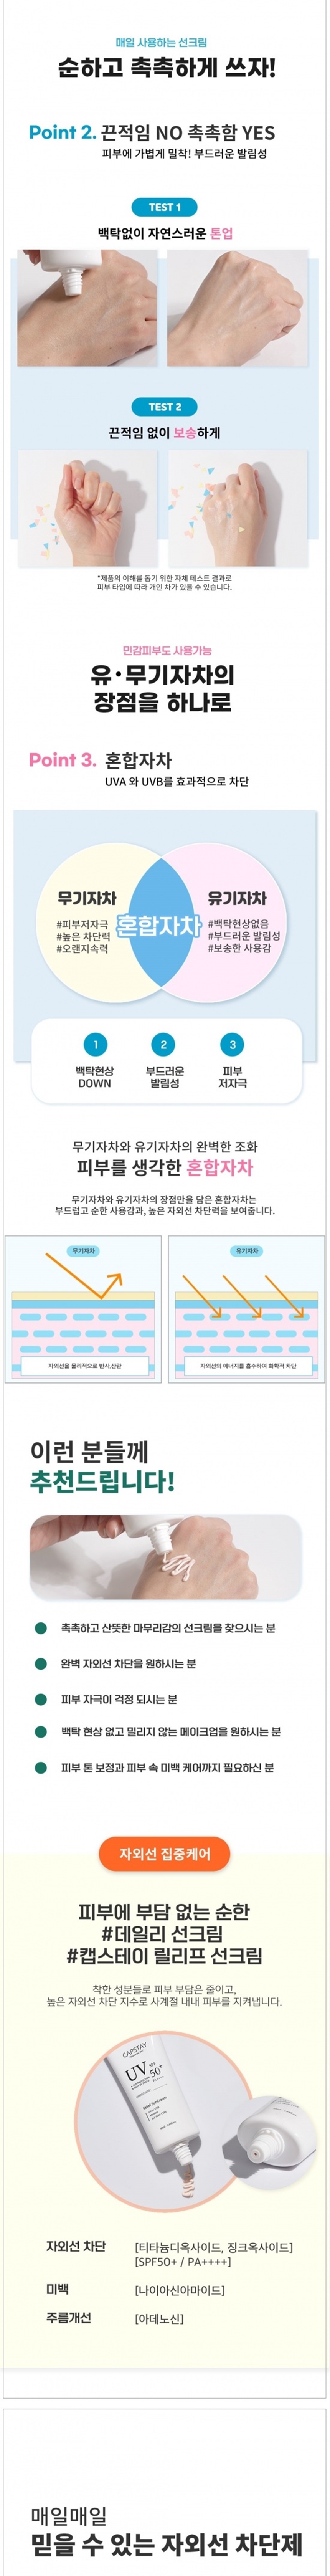 매일 사용하는 선크림
순하고 촉촉하게 쓰자!
Point 2. 끈적임 NO 촉촉함 YES
피부에 가볍게 밀착! 부드러운 발림성
TEST 1
백탁없이 자연스러운 톤업
TEST 2
끈적임 없이 보송하게
*제품의 이해를 돕기 위한 자체 테스트 결과로
피부 타입에 따라 개인 차가 있을 수 있습니다.
민감피부도 사용가능
유·무기자차의
장점을 하나로
Point 3. 혼합자차
UVA 와 UVB를 효과적으로 차단
무기자차
#피부저자극
#높은 차단력
#오랜지속력
혼합자차
유기자차
#백탁현상없음
#부드러운 발림성
#보송한 사용감
1
백탁현상
DOWN
2
부드러운
발림성
3
피부
저자극
무기자차와 유기자차의 완벽한 조화
피부를 생각한 혼합자차
무기자차와 유기자차의 장점만을 담은 혼합자차는
부드럽고 순한 사용감과, 높은 자외선 차단력을 보여줍니다.
무기자차
자외선을 물리적으로 반사,산란
유기자차
자외선의 에너지를 흡수하여 화학적 차단
이런 분들께
추천드립니다!
촉촉하고 산뜻한 마무리감의 선크림을 찾으시는 분
완벽 자외선 차단을 원하시는 분
피부 자극이 걱정 되시는 분
백탁 현상 없고 밀리지 않는 메이크업을 원하시는 분
피부 톤 보정과 피부 속 미백 케어까지 필요하신 분
자외선 집중케어
피부에 부담 없는 순한
#데일리 선크림
#캡스테이 릴리프 선크림
착한 성분들로 피부 부담은 줄이고,
높은 자외선 차단 지수로 사계절 내내 피부를 지켜냅니다.
CAPSTAY
UV SPF 50+
자외선 차단 [티타늄디옥사이드, 징크옥사이드]
[SPF50+ / PA++++]
미백 [나이아신아마이드]
주름개선 [아데노신]
매일매일
믿을 수 있는 자외선 차단제